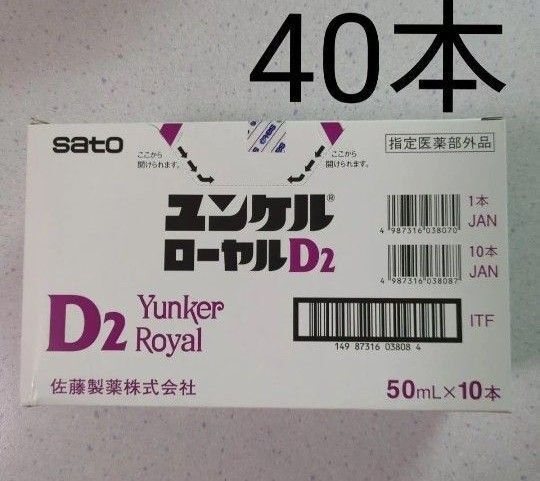 40本
sato
ここから
開けられます。
ここから
開けられます。
指定医薬部外品
ユンケル®
ローヤルD2
4 987316 038070
1本
JAN
4 987316 038087
10本
JAN
D2 Yunker
Royal
149 87316 03808 4
ITF
佐藤製薬株式会社
50mL×10本